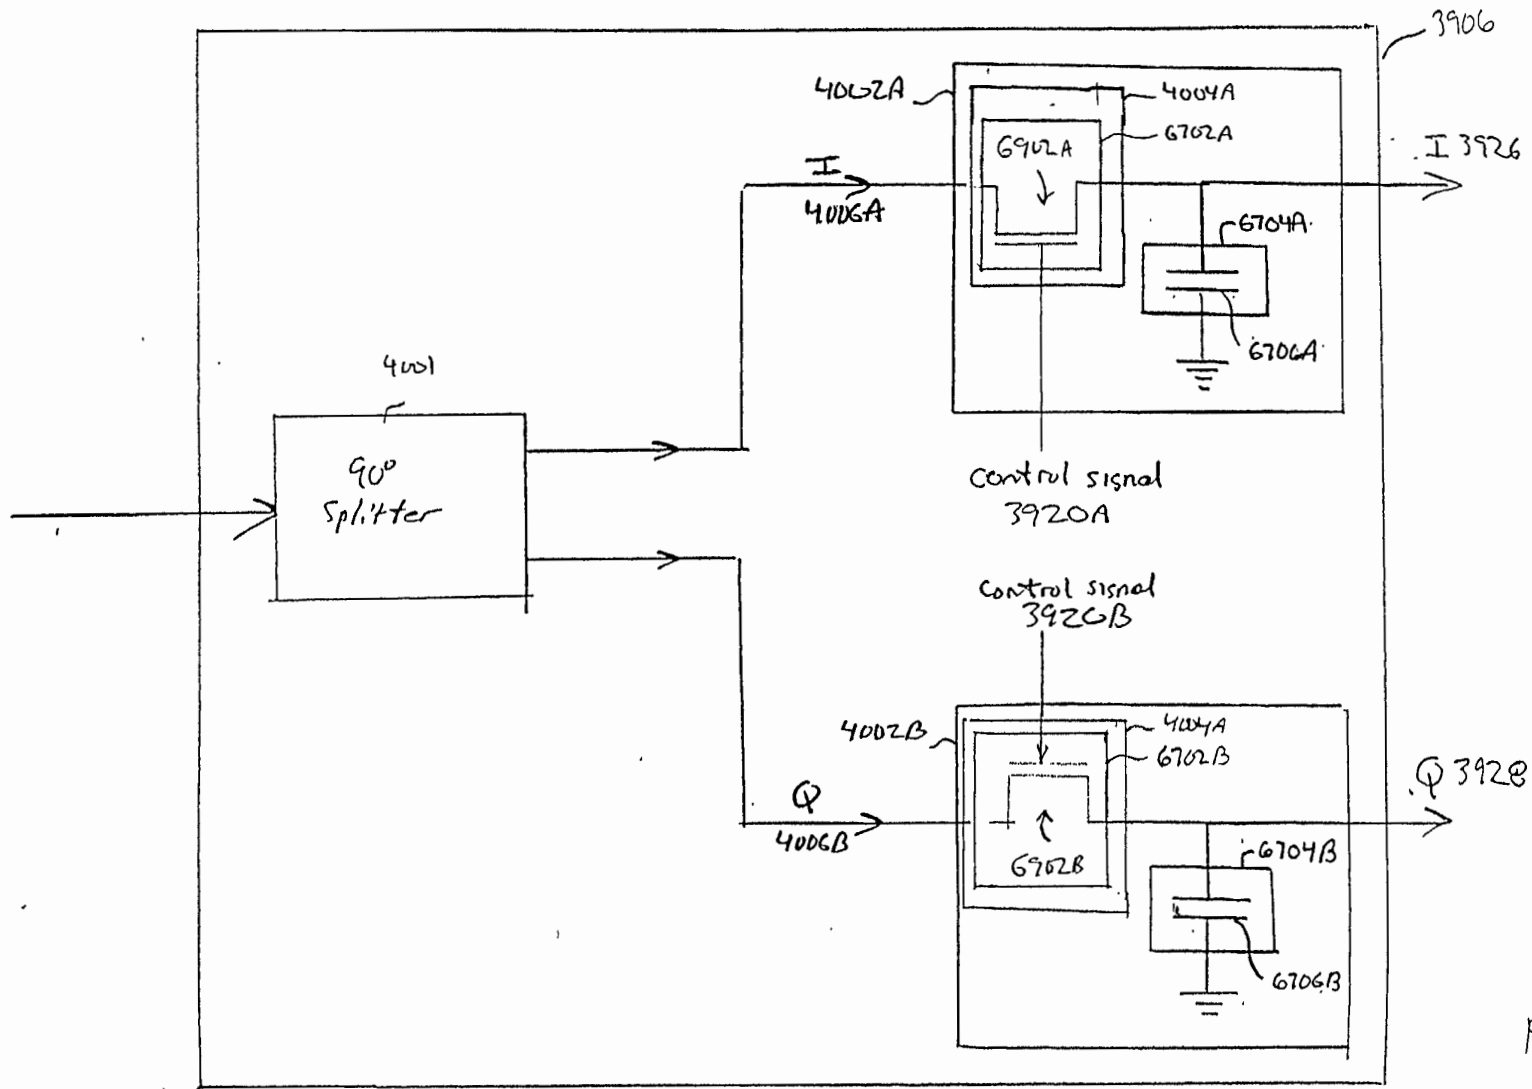 3906
4002A
4004A
6702A
6902A
I 3926
I
4006A
6704A
6706A
4001
90°
Splitter
Control signal
3920A
Control signal
3920B
4002B
4004A
6702B
Q 3928
Q
4006B
6902B
6704B
6706B